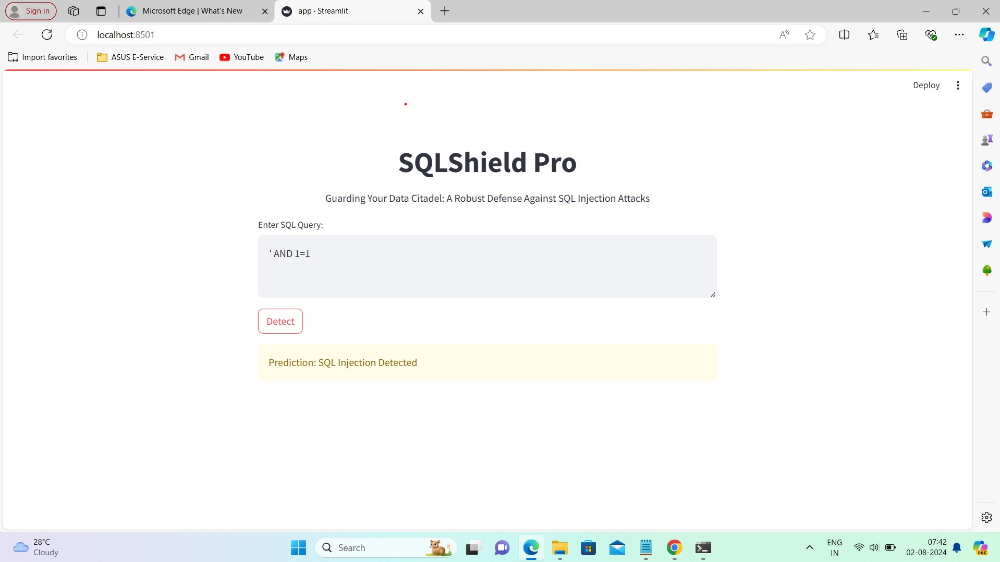 Sign in
Microsoft Edge | What's New
app · Streamlit
localhost:8501
Import favorites
ASUS E-Service
Gmail
YouTube
Maps
Deploy
SQLShield Pro
Guarding Your Data Citadel: A Robust Defense Against SQL Injection Attacks
Enter SQL Query:
' AND 1=1
Detect
Prediction: SQL Injection Detected
28°C
Cloudy
Search
ENG
IN
07:42
02-08-2024
PRE